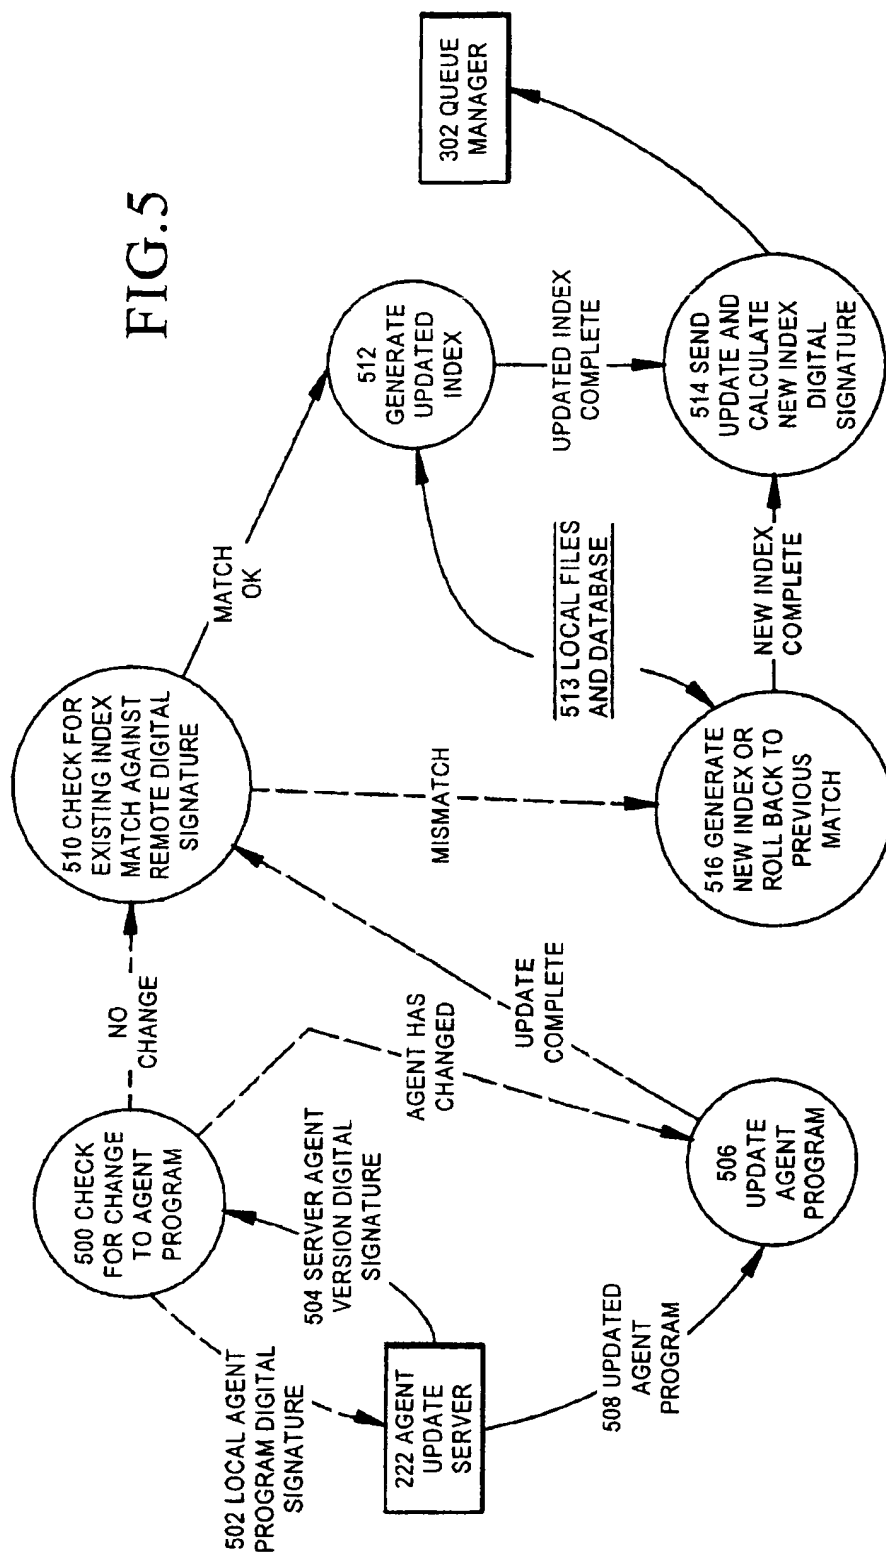 FIG.5
500 CHECK
FOR CHANGE
TO AGENT
PROGRAM
NO
CHANGE
510 CHECK FOR
EXISTING INDEX
MATCH AGAINST
REMOTE DIGITAL
SIGNATURE
MATCH
OK
502 LOCAL AGENT
PROGRAM DIGITAL
SIGNATURE
504 SERVER AGENT
VERSION DIGITAL
SIGNATURE
AGENT HAS
CHANGED
UPDATE
COMPLETE
MISMATCH
512
GENERATE
UPDATED
INDEX
302 QUEUE
MANAGER
222 AGENT
UPDATE
SERVER
513 LOCAL FILES
AND DATABASE
UPDATED INDEX
COMPLETE
508 UPDATED
AGENT
PROGRAM
506
UPDATE
AGENT
PROGRAM
516 GENERATE
NEW INDEX OR
ROLL BACK TO
PREVIOUS
MATCH
NEW INDEX
COMPLETE
514 SEND
UPDATE AND
CALCULATE
NEW INDEX
DIGITAL
SIGNATURE